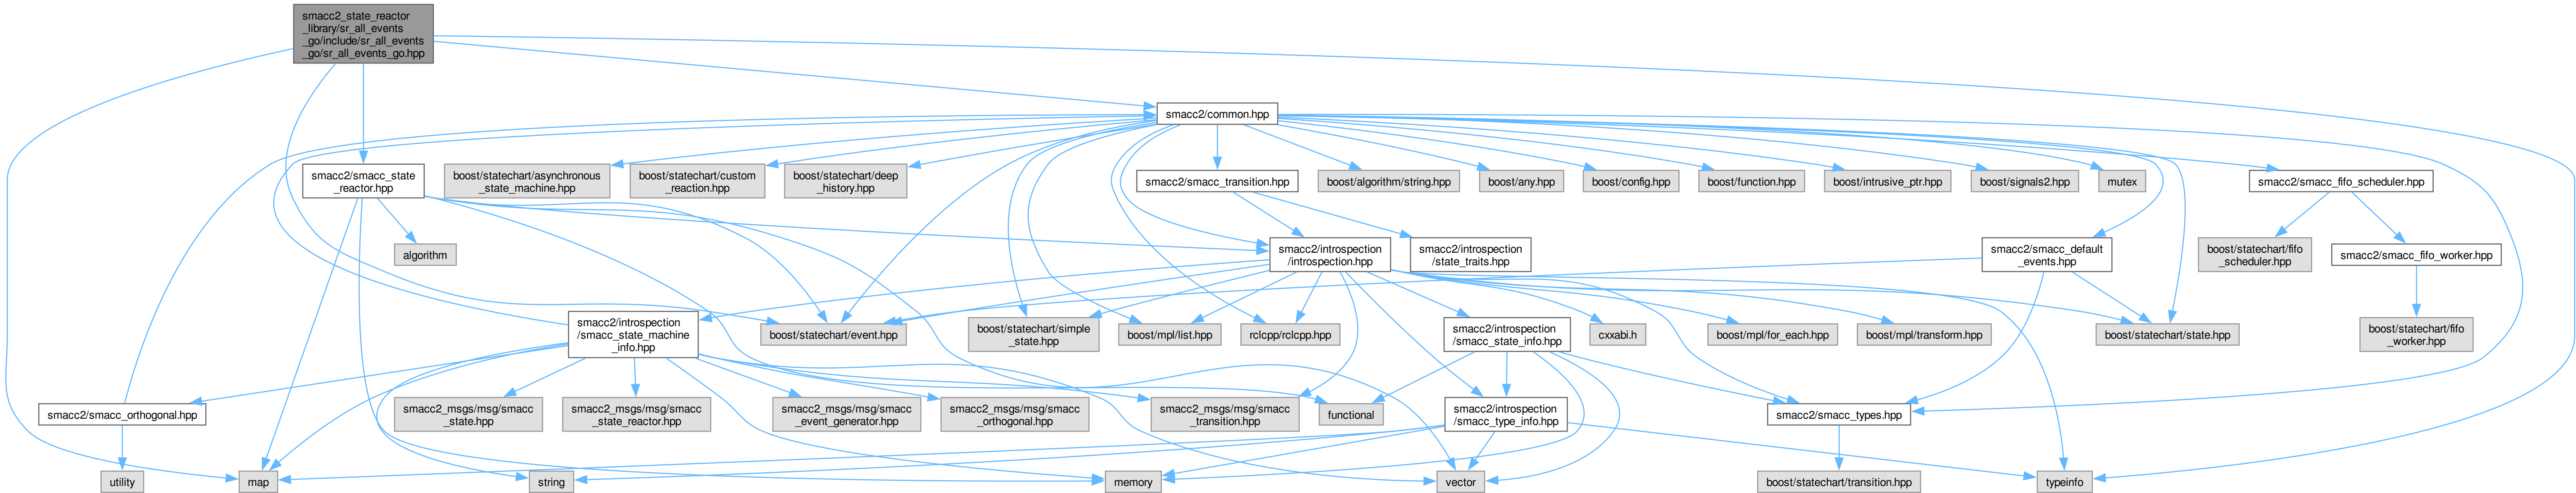 smacc2_state_reactor
_library/sr_all_events
_go/include/sr_all_events
_go/sr_all_events_go.hpp
smacc2/common.hpp
smacc2/smacc_state
_reactor.hpp
boost/statechart/asynchronous
_state_machine.hpp
boost/statechart/custom
_reaction.hpp
boost/statechart/deep
_history.hpp
smacc2/smacc_transition.hpp
boost/algorithm/string.hpp
boost/any.hpp
boost/config.hpp
boost/function.hpp
boost/intrusive_ptr.hpp
boost/signals2.hpp
mutex
smacc2/smacc_fifo_scheduler.hpp
algorithm
smacc2/introspection
/introspection.hpp
smacc2/introspection
/state_traits.hpp
smacc2/smacc_default
_events.hpp
boost/statechart/fifo
_scheduler.hpp
smacc2/smacc_fifo_worker.hpp
smacc2/introspection
/smacc_state_machine
_info.hpp
boost/statechart/event.hpp
boost/statechart/simple
_state.hpp
boost/mpl/list.hpp
rclcpp/rclcpp.hpp
smacc2/introspection
/smacc_state_info.hpp
cxxabi.h
boost/mpl/for_each.hpp
boost/mpl/transform.hpp
boost/statechart/state.hpp
boost/statechart/fifo
_worker.hpp
smacc2/smacc_orthogonal.hpp
smacc2_msgs/msg/smacc
_state.hpp
smacc2_msgs/msg/smacc
_state_reactor.hpp
smacc2_msgs/msg/smacc
_event_generator.hpp
smacc2_msgs/msg/smacc
_orthogonal.hpp
smacc2_msgs/msg/smacc
_transition.hpp
functional
smacc2/introspection
/smacc_type_info.hpp
smacc2/smacc_types.hpp
utility
map
string
memory
vector
boost/statechart/transition.hpp
typeinfo